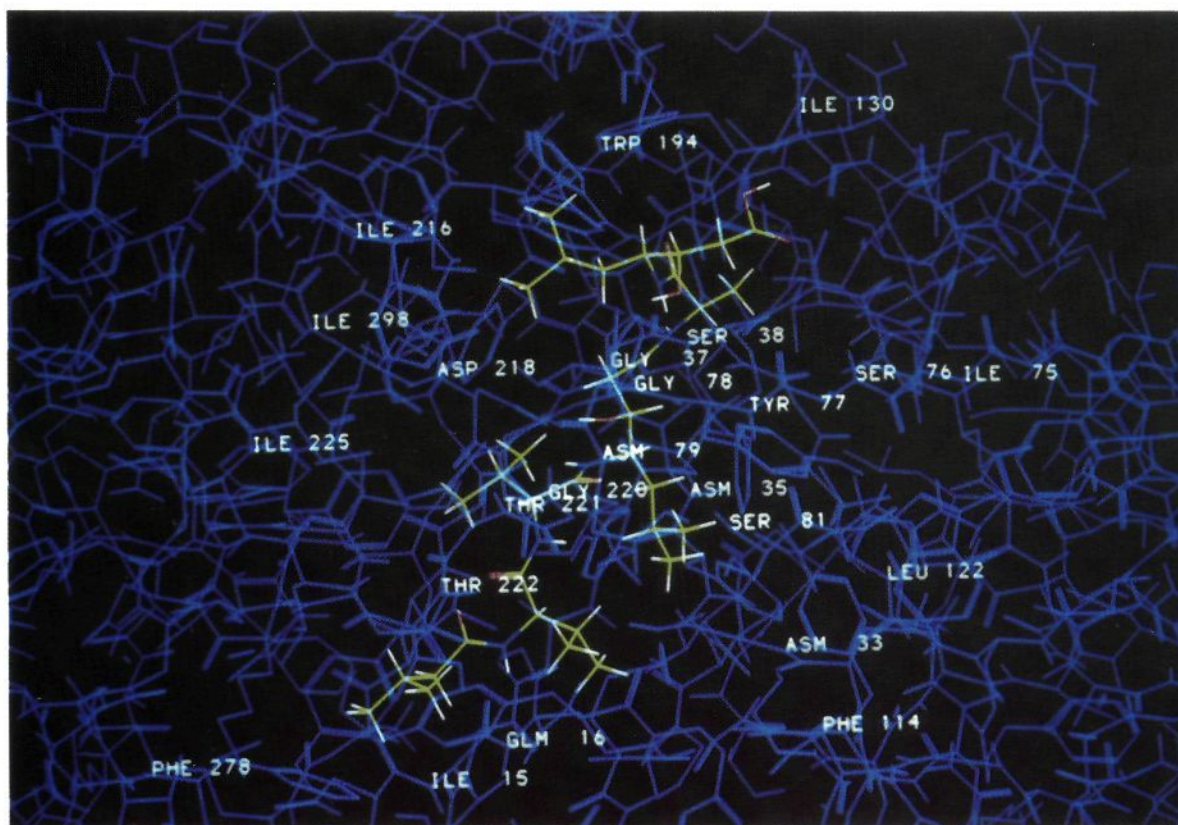 ILE 130
TRP 194
ILE 216
ILE 298
SER 38
GLY 37
ASP 218
GLY 78
SER 76
ILE 75
TYR 77
ILE 225
ASM 79
GLY 220
ASM 35
THR 221
SER 81
THR 222
LEU 122
ASM 33
PHE 114
GLM 16
PHE 278
ILE 15